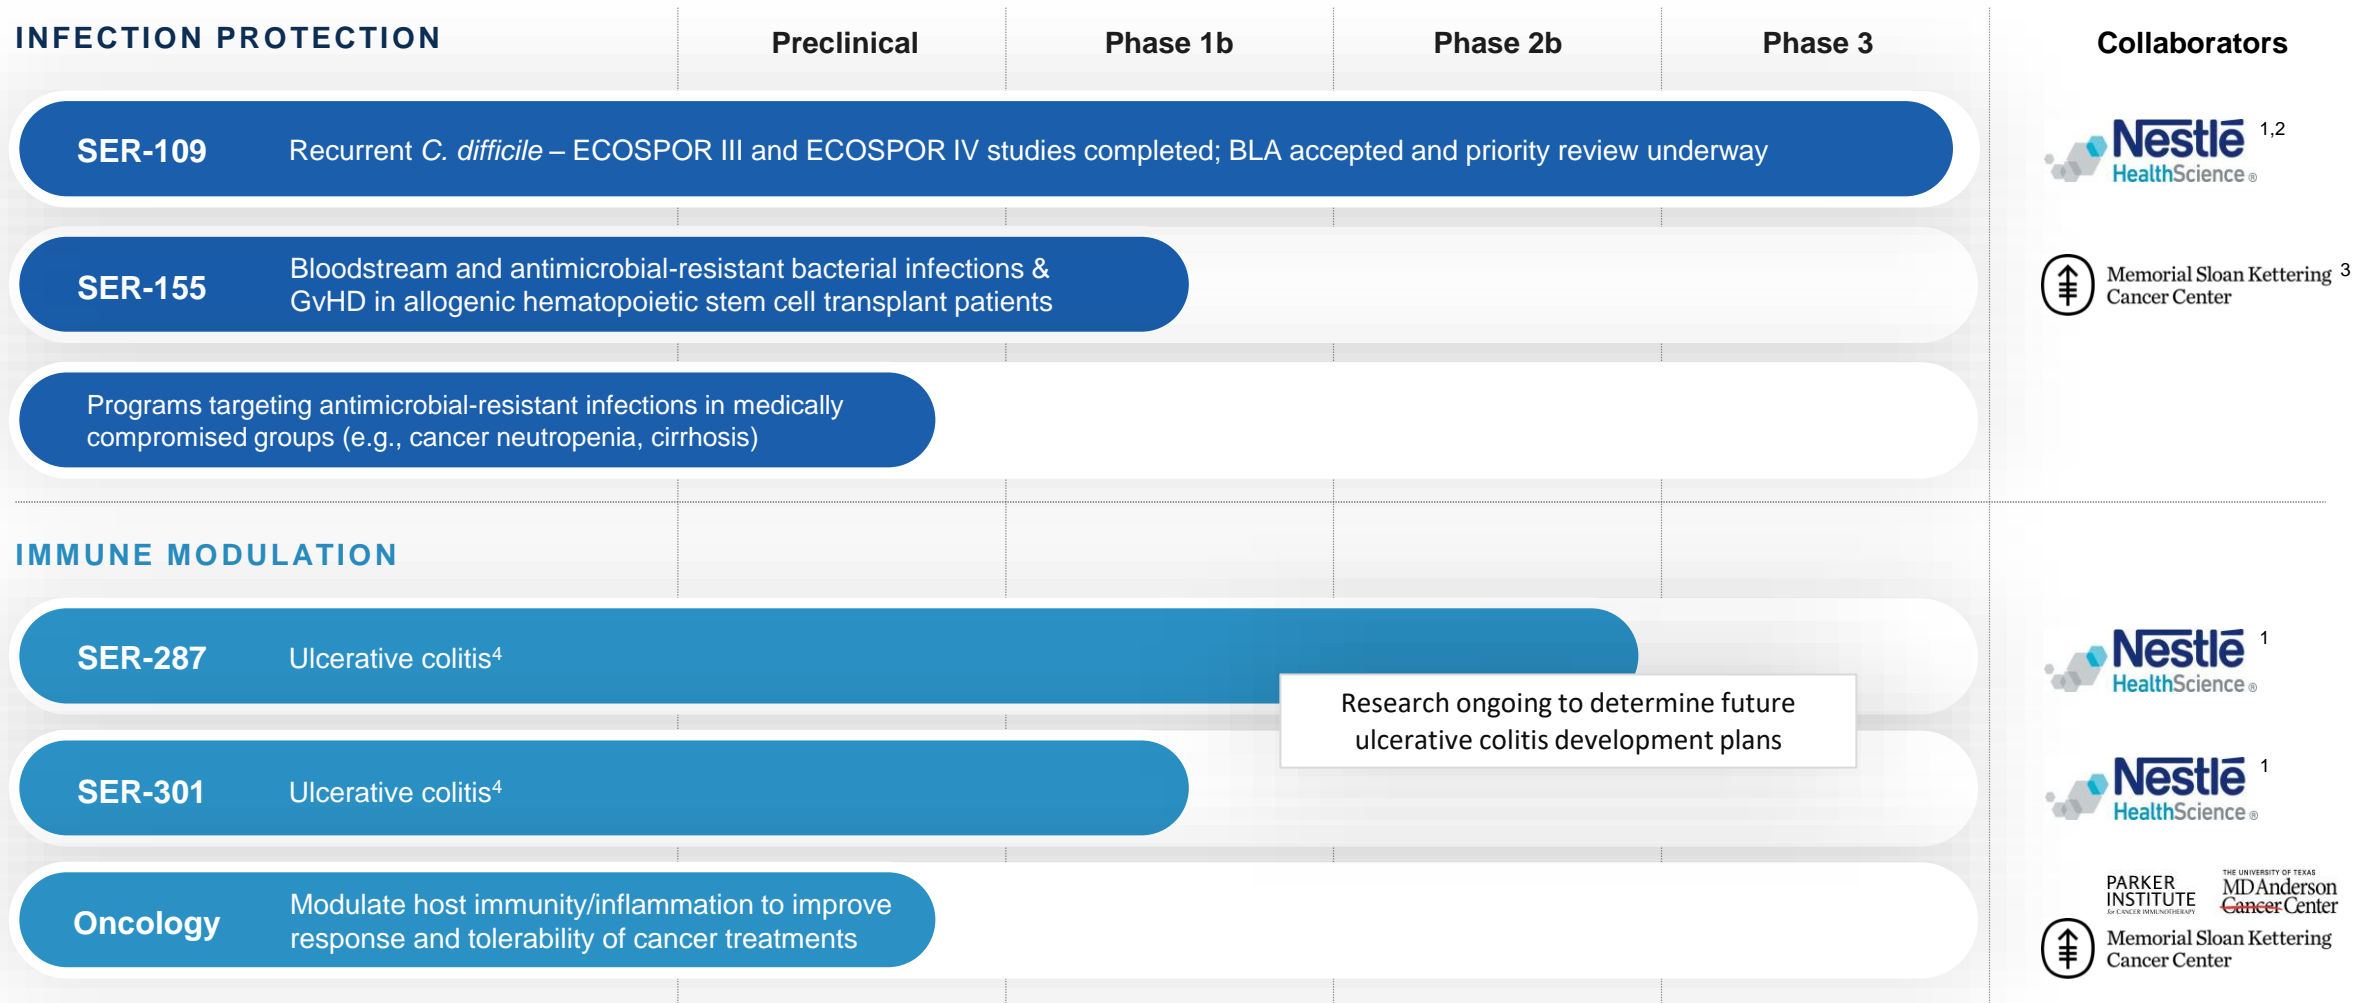 INFECTION PROTECTION
Preclinical
Phase 1b
Phase 2b
Phase 3
Collaborators
SER-109
Recurrent C. difficile – ECOSPOR III and ECOSPOR IV studies completed; BLA accepted and priority review underway
Nestlé 1,2
HealthScience ®
SER-155
Bloodstream and antimicrobial-resistant bacterial infections &
GvHD in allogenic hematopoietic stem cell transplant patients
Memorial Sloan Kettering 3
Cancer Center
Programs targeting antimicrobial-resistant infections in medically
compromised groups (e.g., cancer neutropenia, cirrhosis)
IMMUNE MODULATION
SER-287
Ulcerative colitis4
Nestlé 1
HealthScience ®
Research ongoing to determine future
ulcerative colitis development plans
SER-301
Ulcerative colitis4
Nestlé 1
HealthScience ®
Oncology
Modulate host immunity/inflammation to improve
response and tolerability of cancer treatments
PARKER
INSTITUTE
for CANCER IMMUNOTHERAPY
THE UNIVERSITY OF TEXAS
MDAnderson
Cancer Center
Memorial Sloan Kettering
Cancer Center